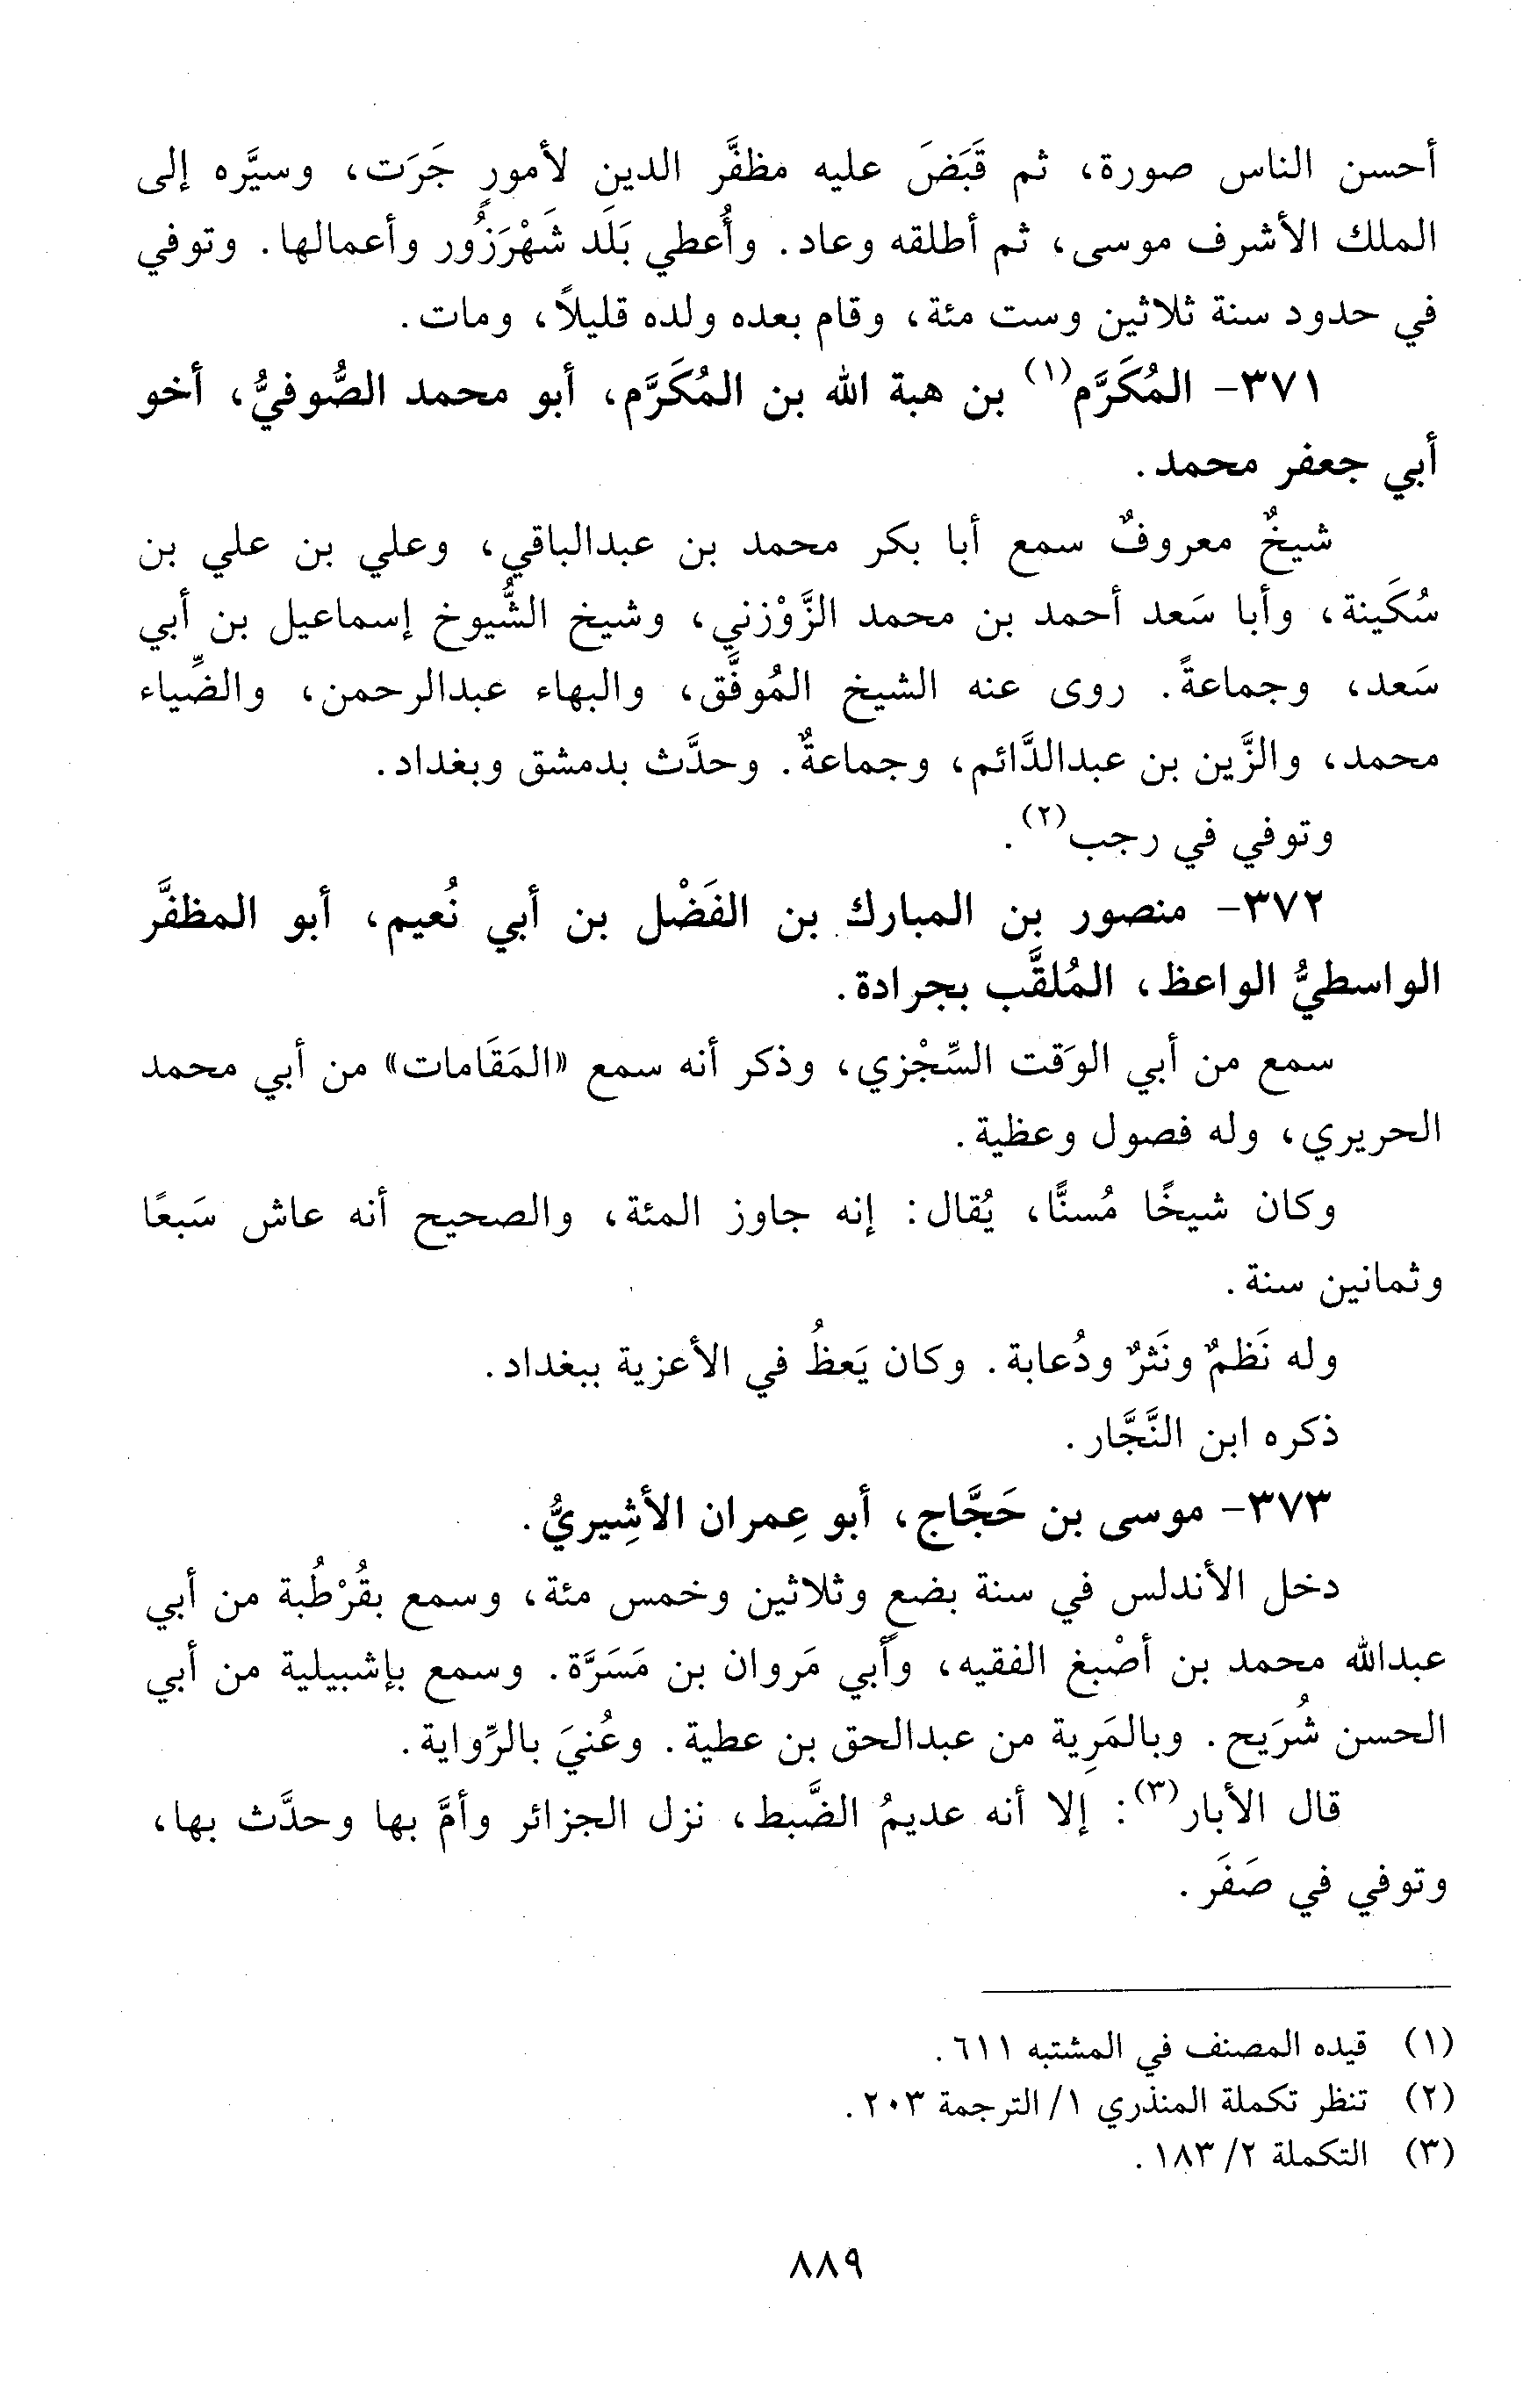 أحسن الناس صورة، ثم قَبَضَ عليه مظفَّر الدين لأمورٍ جَرَت، وسيَّره إلى
الملك الأشرف موسى، ثم أطلقه وعاد. وأُعطي بَلَد شَهْرَزُور وأعمالها. وتوفي
في حدود سنة ثلاثين وست مئة، وقام بعده ولده قليلاً، ومات.
٣٧١- المُكَرَّم(١) بن هبة الله بن المُكَرَّم، أبو محمد الصُّوفيُّ، أخو
أبي جعفر محمد.
شيخٌ معروفٌ سمع أبا بكر محمد بن عبدالباقي، وعلي بن علي بن
سُكَينة، وأبا سَعد أحمد بن محمد الزَّوْزني، وشيخ الشُّيوخ إسماعيل بن أبي
سَعد، وجماعةً. روى عنه الشيخ المُوفَّق، والبهاء عبدالرحمن، والضِّياء
محمد، والزَّين بن عبدالدَّائم، وجماعةٌ. وحدَّث بدمشق وبغداد.
وتوفي في رجب(٢).
٣٧٢- منصور بن المبارك بن الفَضْل بن أبي نُعيم، أبو المظفَّر
الواسطيُّ الواعظ، المُلقَّب بجرادة.
سمع من أبي الوَقت السِّجْزي، وذكر أنه سمع «المَقَامات» من أبي محمد
الحريري، وله فصول وعظية.
وكان شيخًا مُسنًّا، يُقال: إنه جاوز المئة، والصحيح أنه عاش سَبعًا
وثمانين سنة.
وله نَظمٌ ونَثرٌ ودُعابة. وكان يَعظُ في الأعزية ببغداد.
ذكره ابن النَّجَّار.
٣٧٣- موسى بن حَجَّاج، أبو عِمران الأشِيريُّ.
دخل الأندلس في سنة بضعٍ وثلاثين وخمس مئة، وسمع بقُرْطُبة من أبي
عبدالله محمد بن أصْبغ الفقيه، وأبي مَروان بن مَسَرَّة. وسمع بإشبيلية من أبي
الحسن شُرَيح. وبالمَرِية من عبدالحق بن عطية. وعُنيَ بالرِّواية.
قال الأبار(٣): إلا أنه عديمُ الضَّبط، نزل الجزائر وأمَّ بها وحدَّث بها،
وتوفي في صَفَر.
(١) قيده المصنف في المشتبه ٦١١.
(٢) تنظر تكملة المنذري ١/ الترجمة ٢٠٣.
(٣) التكملة ٢/ ١٨٣.
٨٨٩